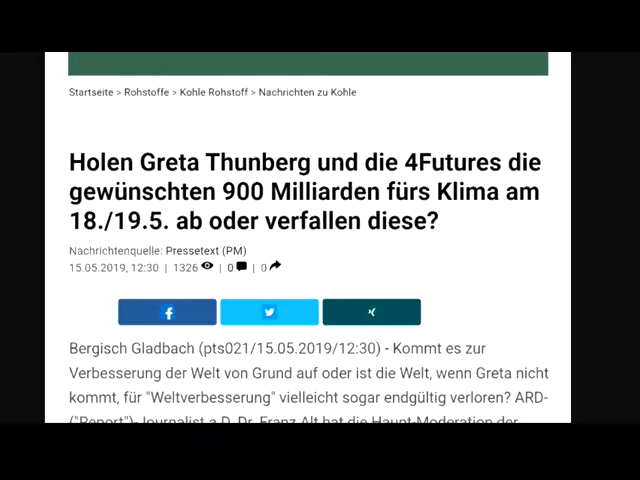 Startseite > Rohstoffe > Kohle Rohstoff > Nachrichten zu Kohle
Holen Greta Thunberg und die 4Futures die
gewünschten 900 Milliarden fürs Klima am
18./19.5. ab oder verfallen diese?
Nachrichtenquelle: Pressetext (PM)
15.05.2019, 12:30 | 1326 | 0 | 0
Bergisch Gladbach (pts021/15.05.2019/12:30) - Kommt es zur
Verbesserung der Welt von Grund auf oder ist die Welt, wenn Greta nicht
kommt, für "Weltverbesserung" vielleicht sogar endgültig verloren? ARD-
("Report")-Journalist a.D. Dr. Franz Alt hat die Haupt-Moderation der